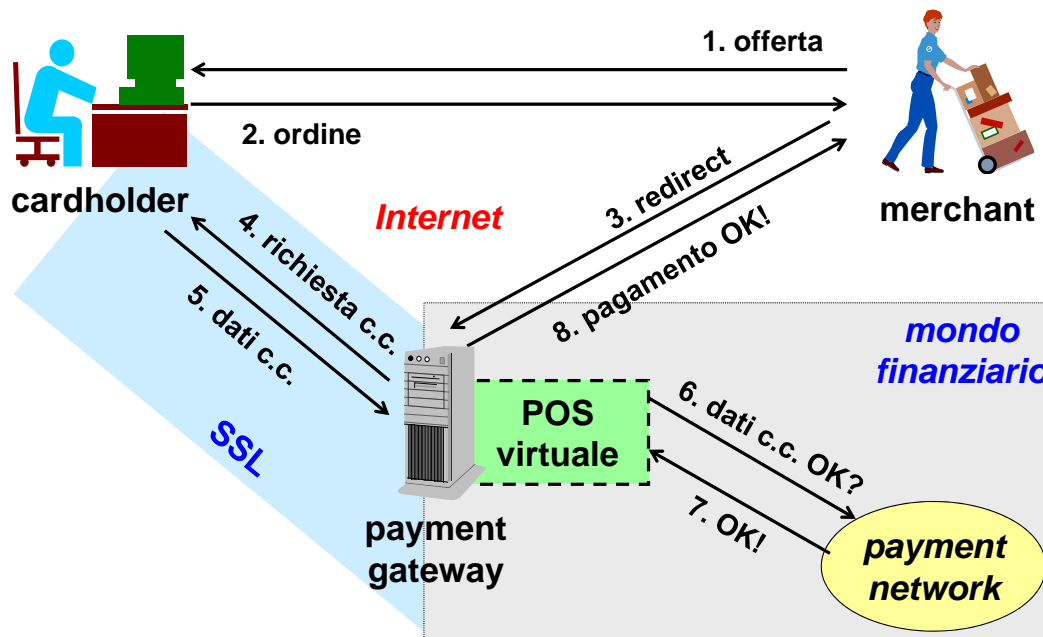 1. offerta
2. ordine
cardholder
merchant
Internet
3. redirect
4. richiesta c.c.
5. dati c.c.
8. pagamento OK!
mondo
finanziario
SSL
POS
virtuale
6. dati c.c. OK?
7. OK!
payment
gateway
payment
network